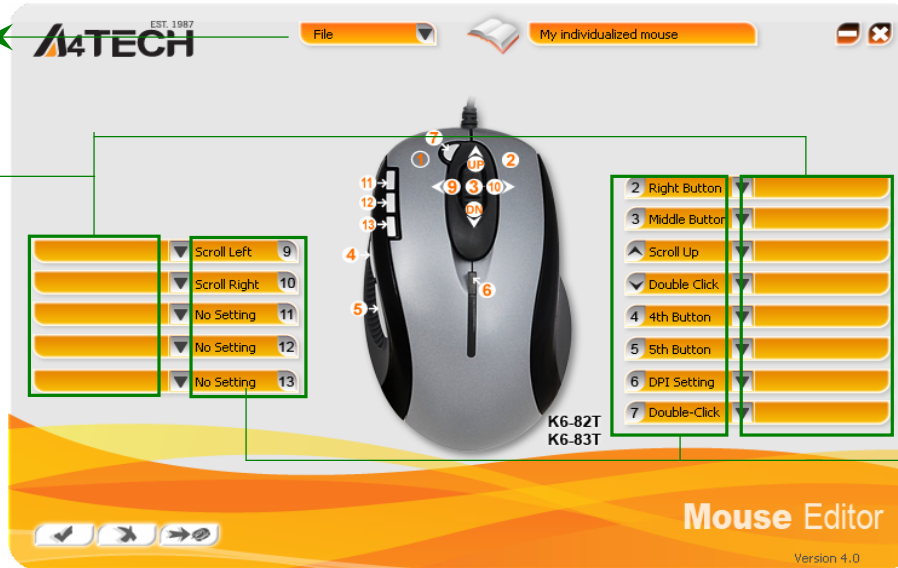 EST. 1987
A4TECH
File
My individualized mouse
7
1
UP
2
11
9
3
10
12
DN
13
4
6
5
Scroll Left 9
Scroll Right 10
No Setting 11
No Setting 12
No Setting 13
2 Right Button
3 Middle Button
Scroll Up
Double Click
4 4th Button
5 5th Button
6 DPI Setting
7 Double-Click
K6-82T
K6-83T
Mouse Editor
Version 4.0